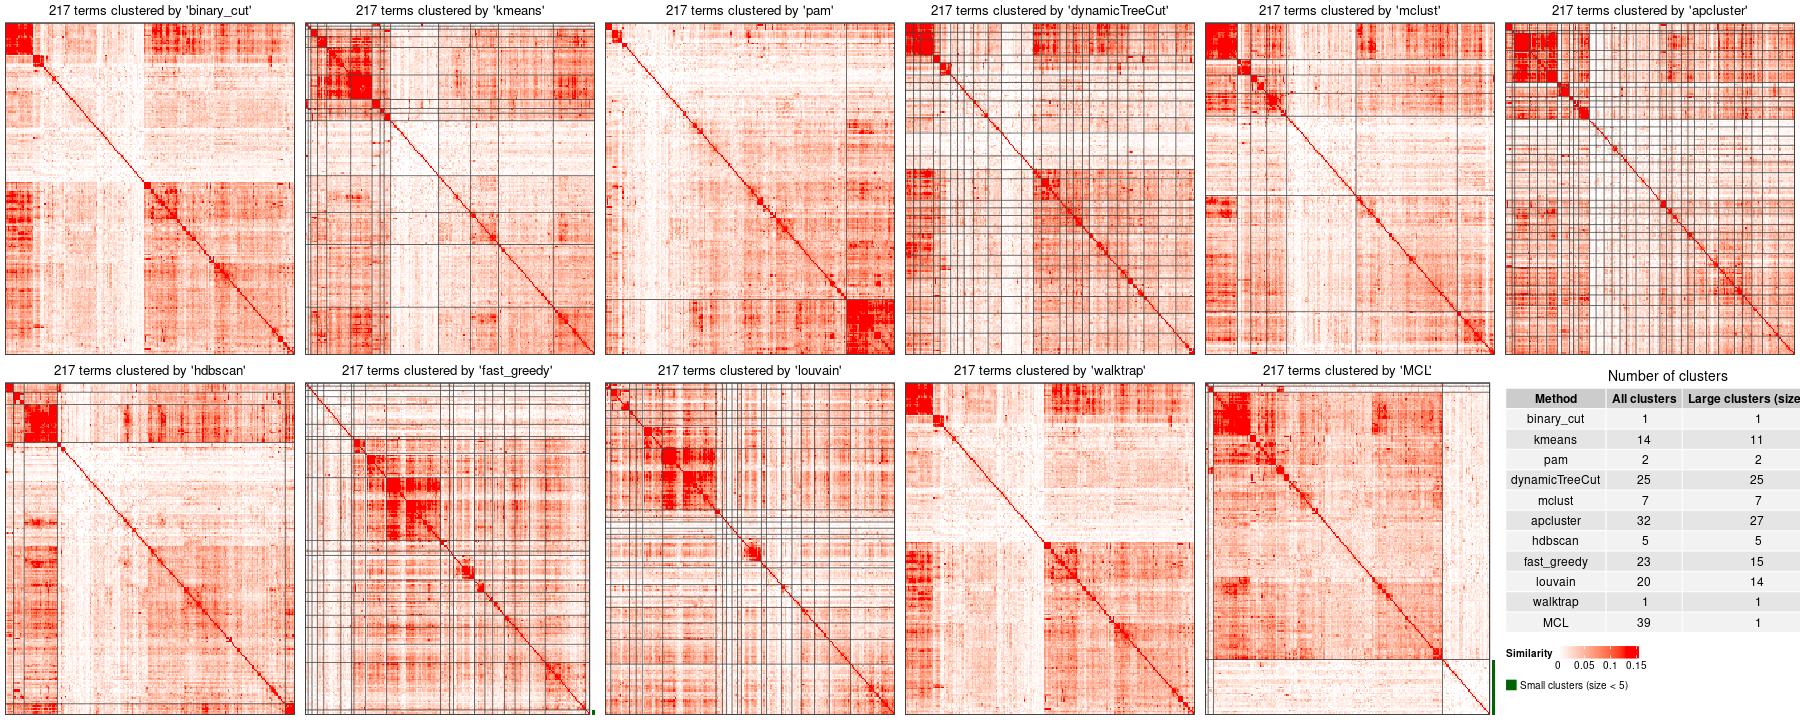 217 terms clustered by 'binary_cut'
217 terms clustered by 'kmeans'
217 terms clustered by 'pam'
217 terms clustered by 'dynamicTreeCut'
217 terms clustered by 'mclust'
217 terms clustered by 'apcluster'
217 terms clustered by 'hdbscan'
217 terms clustered by 'fast_greedy'
217 terms clustered by 'louvain'
217 terms clustered by 'walktrap'
217 terms clustered by 'MCL'
Number of clusters
Method All clusters Large clusters (size
binary_cut 1 1
kmeans 14 11
pam 2 2
dynamicTreeCut 25 25
mclust 7 7
apcluster 32 27
hdbscan 5 5
fast_greedy 23 15
louvain 20 14
walktrap 1 1
MCL 39 1
Similarity
0 0.05 0.1 0.15
Small clusters (size < 5)